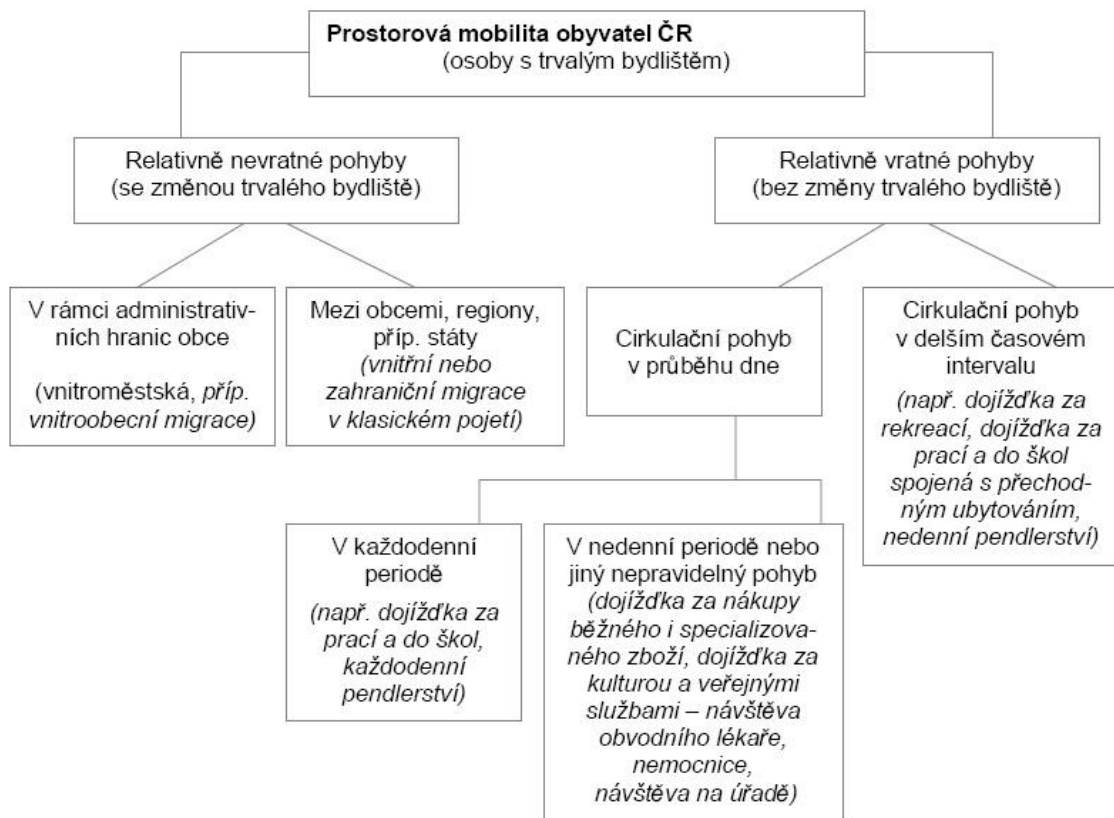 Prostorová mobilita obyvatel ČR
(osoby s trvalým bydlištěm)
Relativně nevratné pohyby
(se změnou trvalého bydliště)
Relativně vratné pohyby
(bez změny trvalého bydliště)
V rámci administrativ-
ních hranic obce
(vnitroměstská, příp.
vnitroobecní migrace)
Mezi obcemi, regiony,
příp. státy
(vnitřní nebo
zahraniční migrace
v klasickém pojetí)
Cirkulační pohyb
v průběhu dne
Cirkulační pohyb
v delším časovém
intervalu
(např. dojížďka za
rekreací, dojížďka za
prací a do škol
spojená s přechod-
ným ubytováním,
nedenní pendlerství)
V každodenní
periodě
(např. dojížďka za
prací a do škol,
každodenní
pendlerství)
V nedenní periodě nebo
jiný nepravidelný pohyb
(dojížďka za nákupy
běžného i specializova-
ného zboží, dojížďka za
kulturou a veřejnými
službami – návštěva
obvodního lékaře,
nemocnice,
návštěva na úřadě)